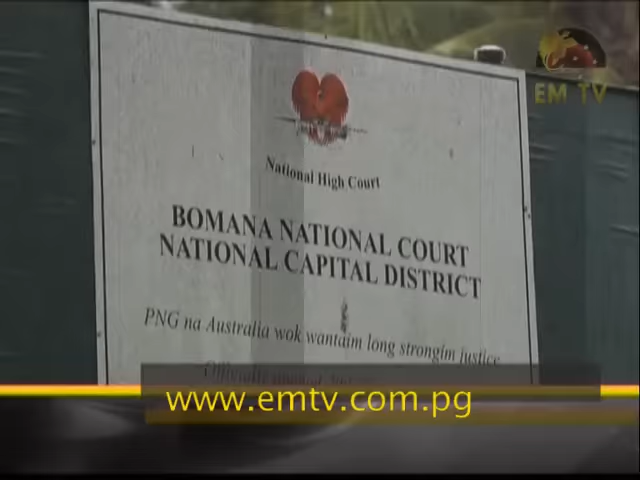 EM TV
National High Court
BOMANA NATIONAL COURT
NATIONAL CAPITAL DISTRICT
PNG na Australia wok wantaim long strongim justice
www.emtv.com.pg